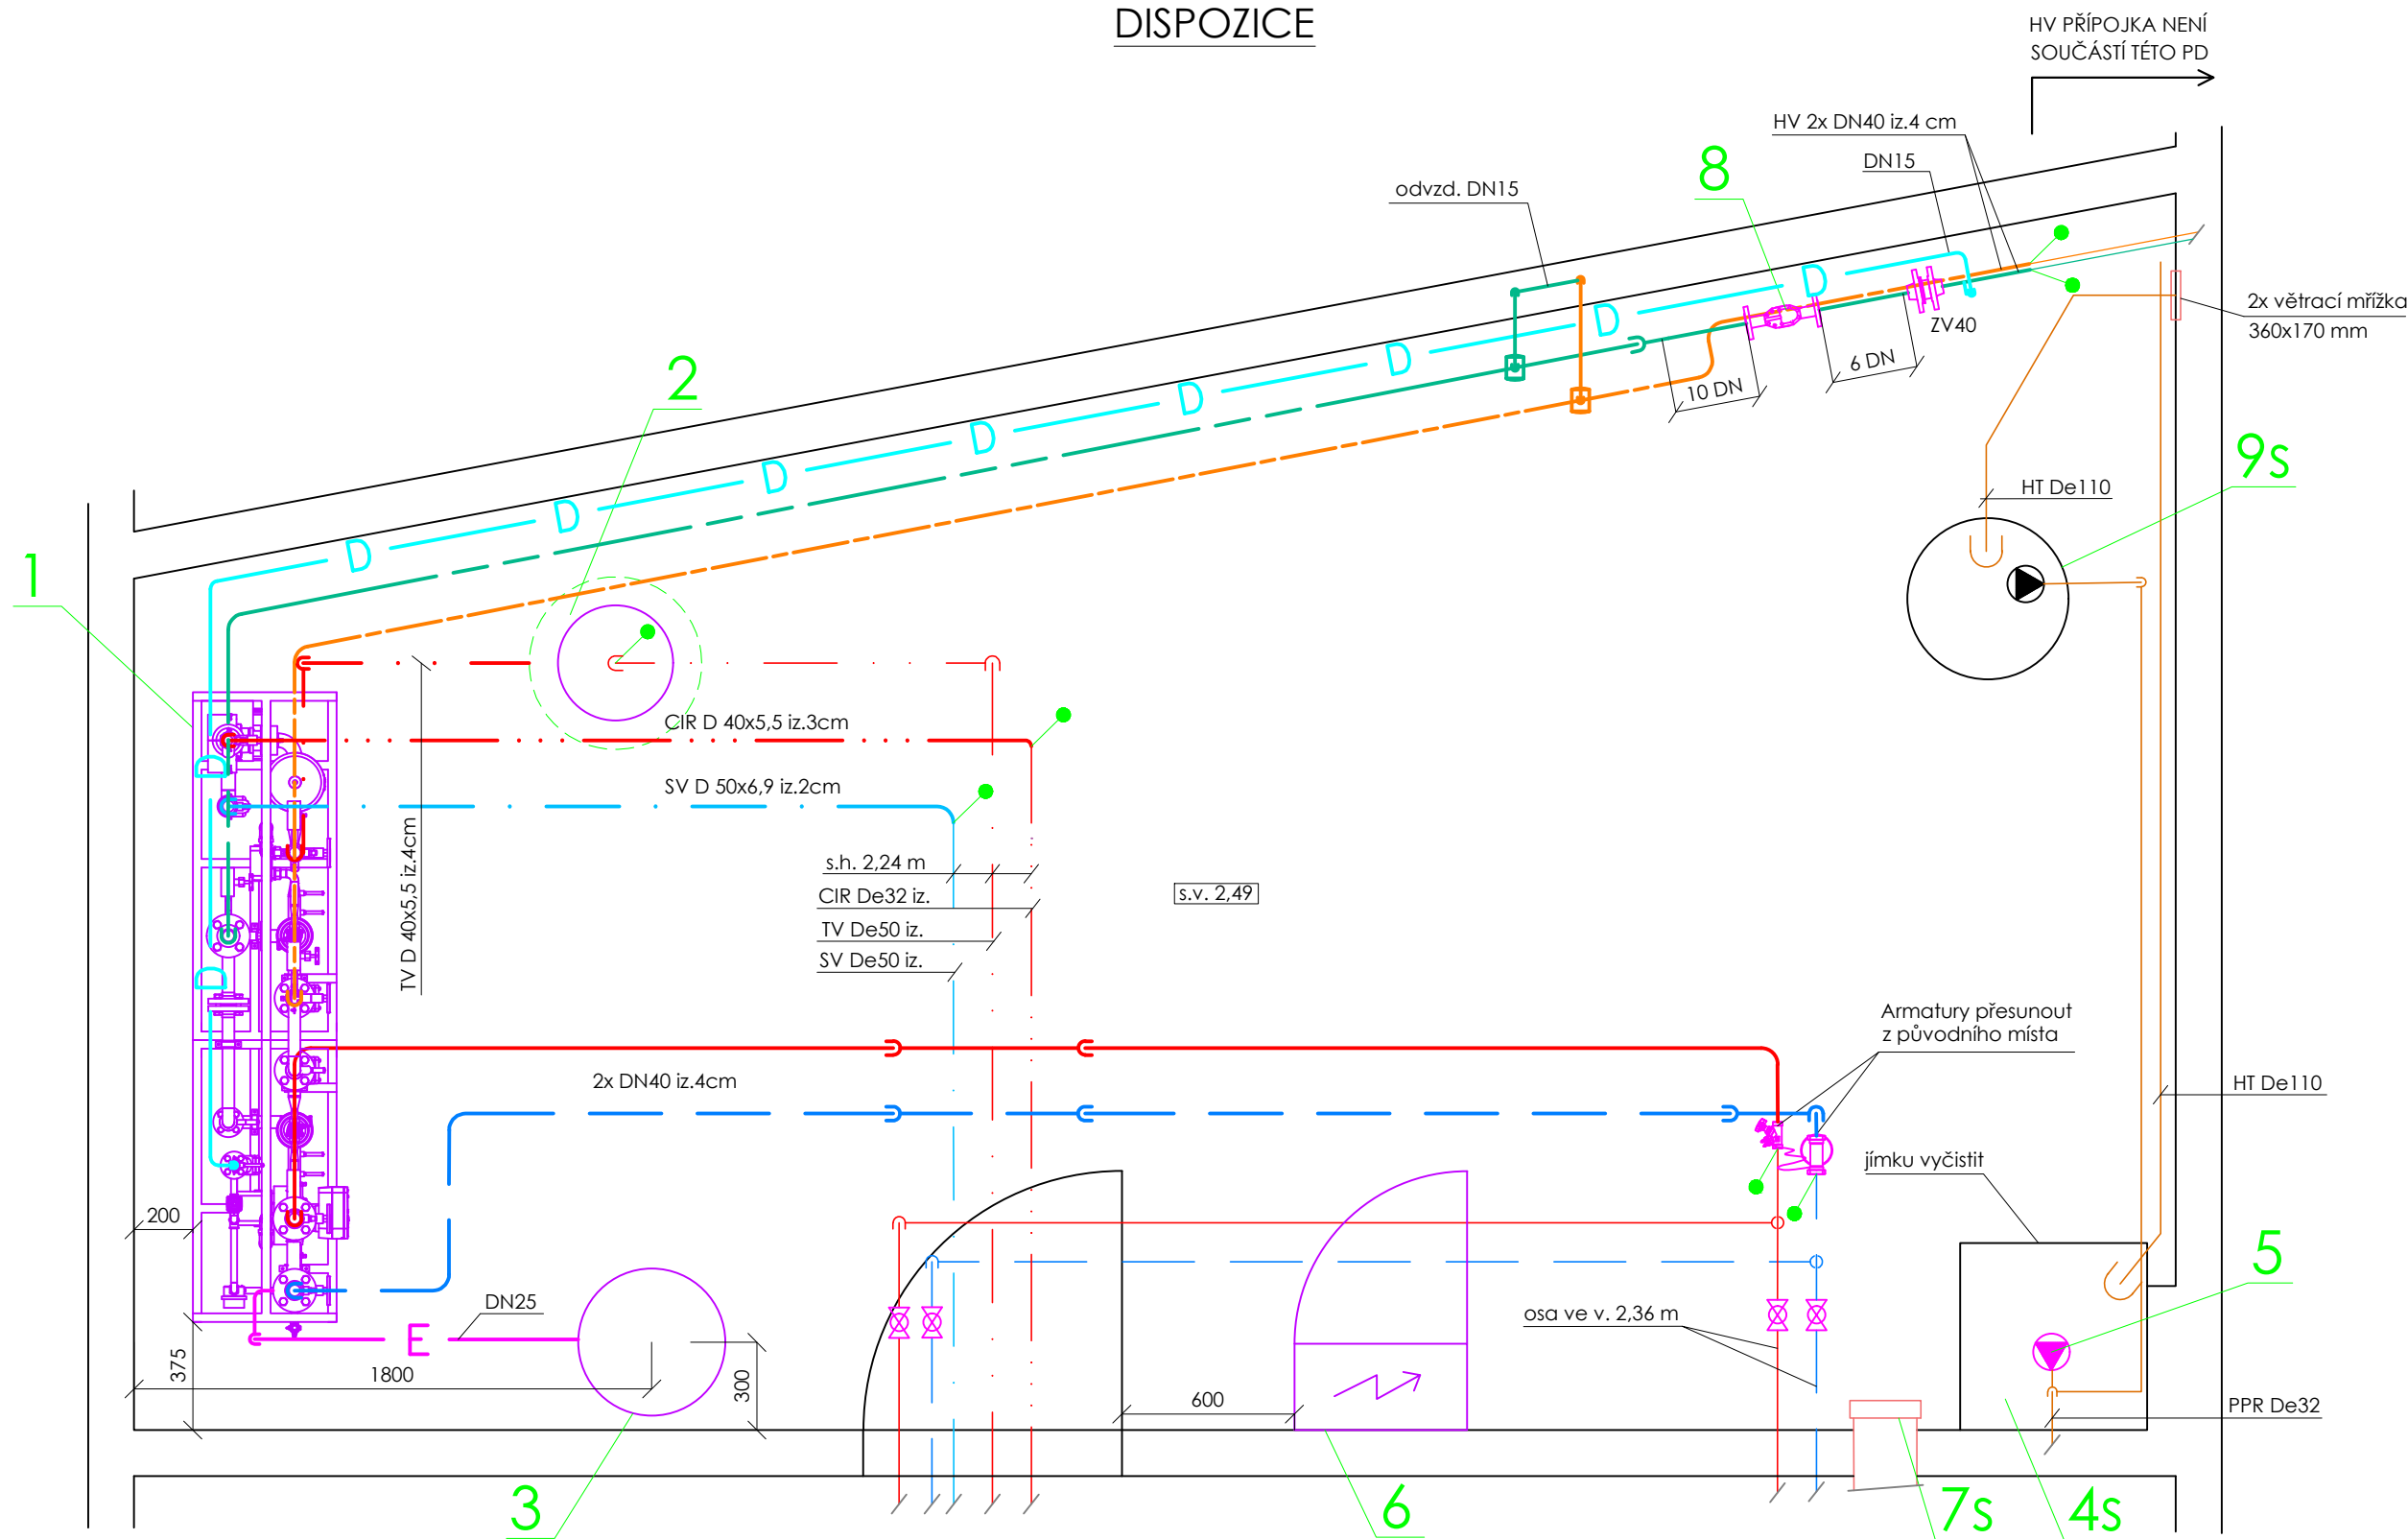 DISPOZICE
HV PŘÍPOJKA NENÍ
SOUČÁSTÍ TÉTO PD
HV 2x DN40 iz.4 cm
DN15
8
odvzd. DN15
2x větrací mřížka
360x170 mm
ZV40
6 DN
10 DN
2
9s
HT De110
D
D
D
D
D
D
D
D
1
CIR D 40x5,5 iz.3cm
D
SV D 50x6,9 iz.2cm
TV D 40x5,5 iz.4cm
s.h. 2,24 m
CIR De32 iz.
TV De50 iz.
SV De50 iz.
s.v. 2,49
D
Armatury přesunout
z původního místa
2x DN40 iz.4cm
HT De110
jímku vyčistit
200
5
DN25
E
osa ve v. 2,36 m
375
1800
300
600
PPR De32
3
6
7s
4s